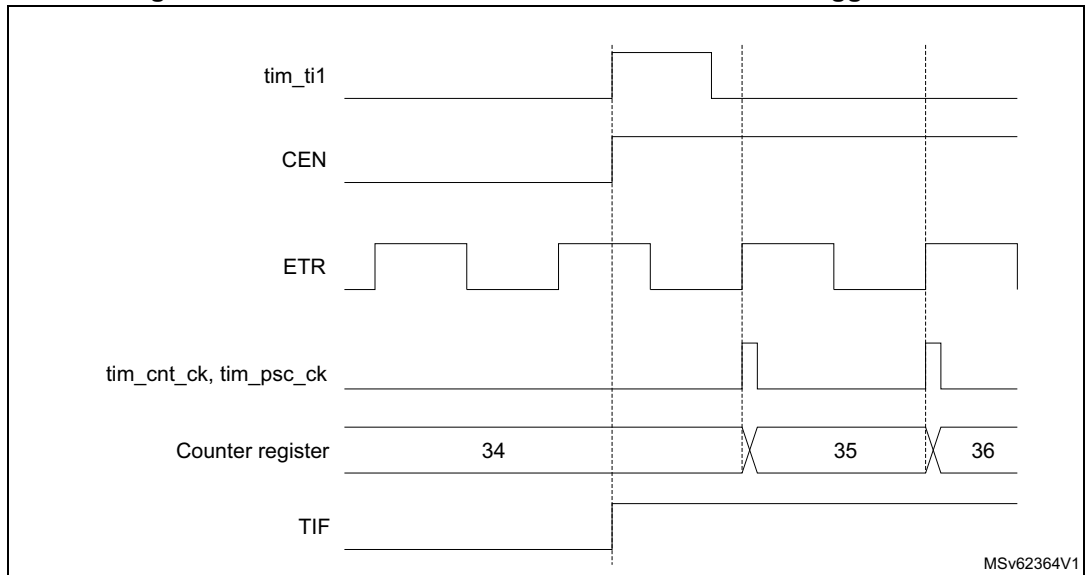 tim_ti1
CEN
ETR
tim_cnt_ck, tim_psc_ck
Counter register 34 35 36
TIF
MSv62364V1